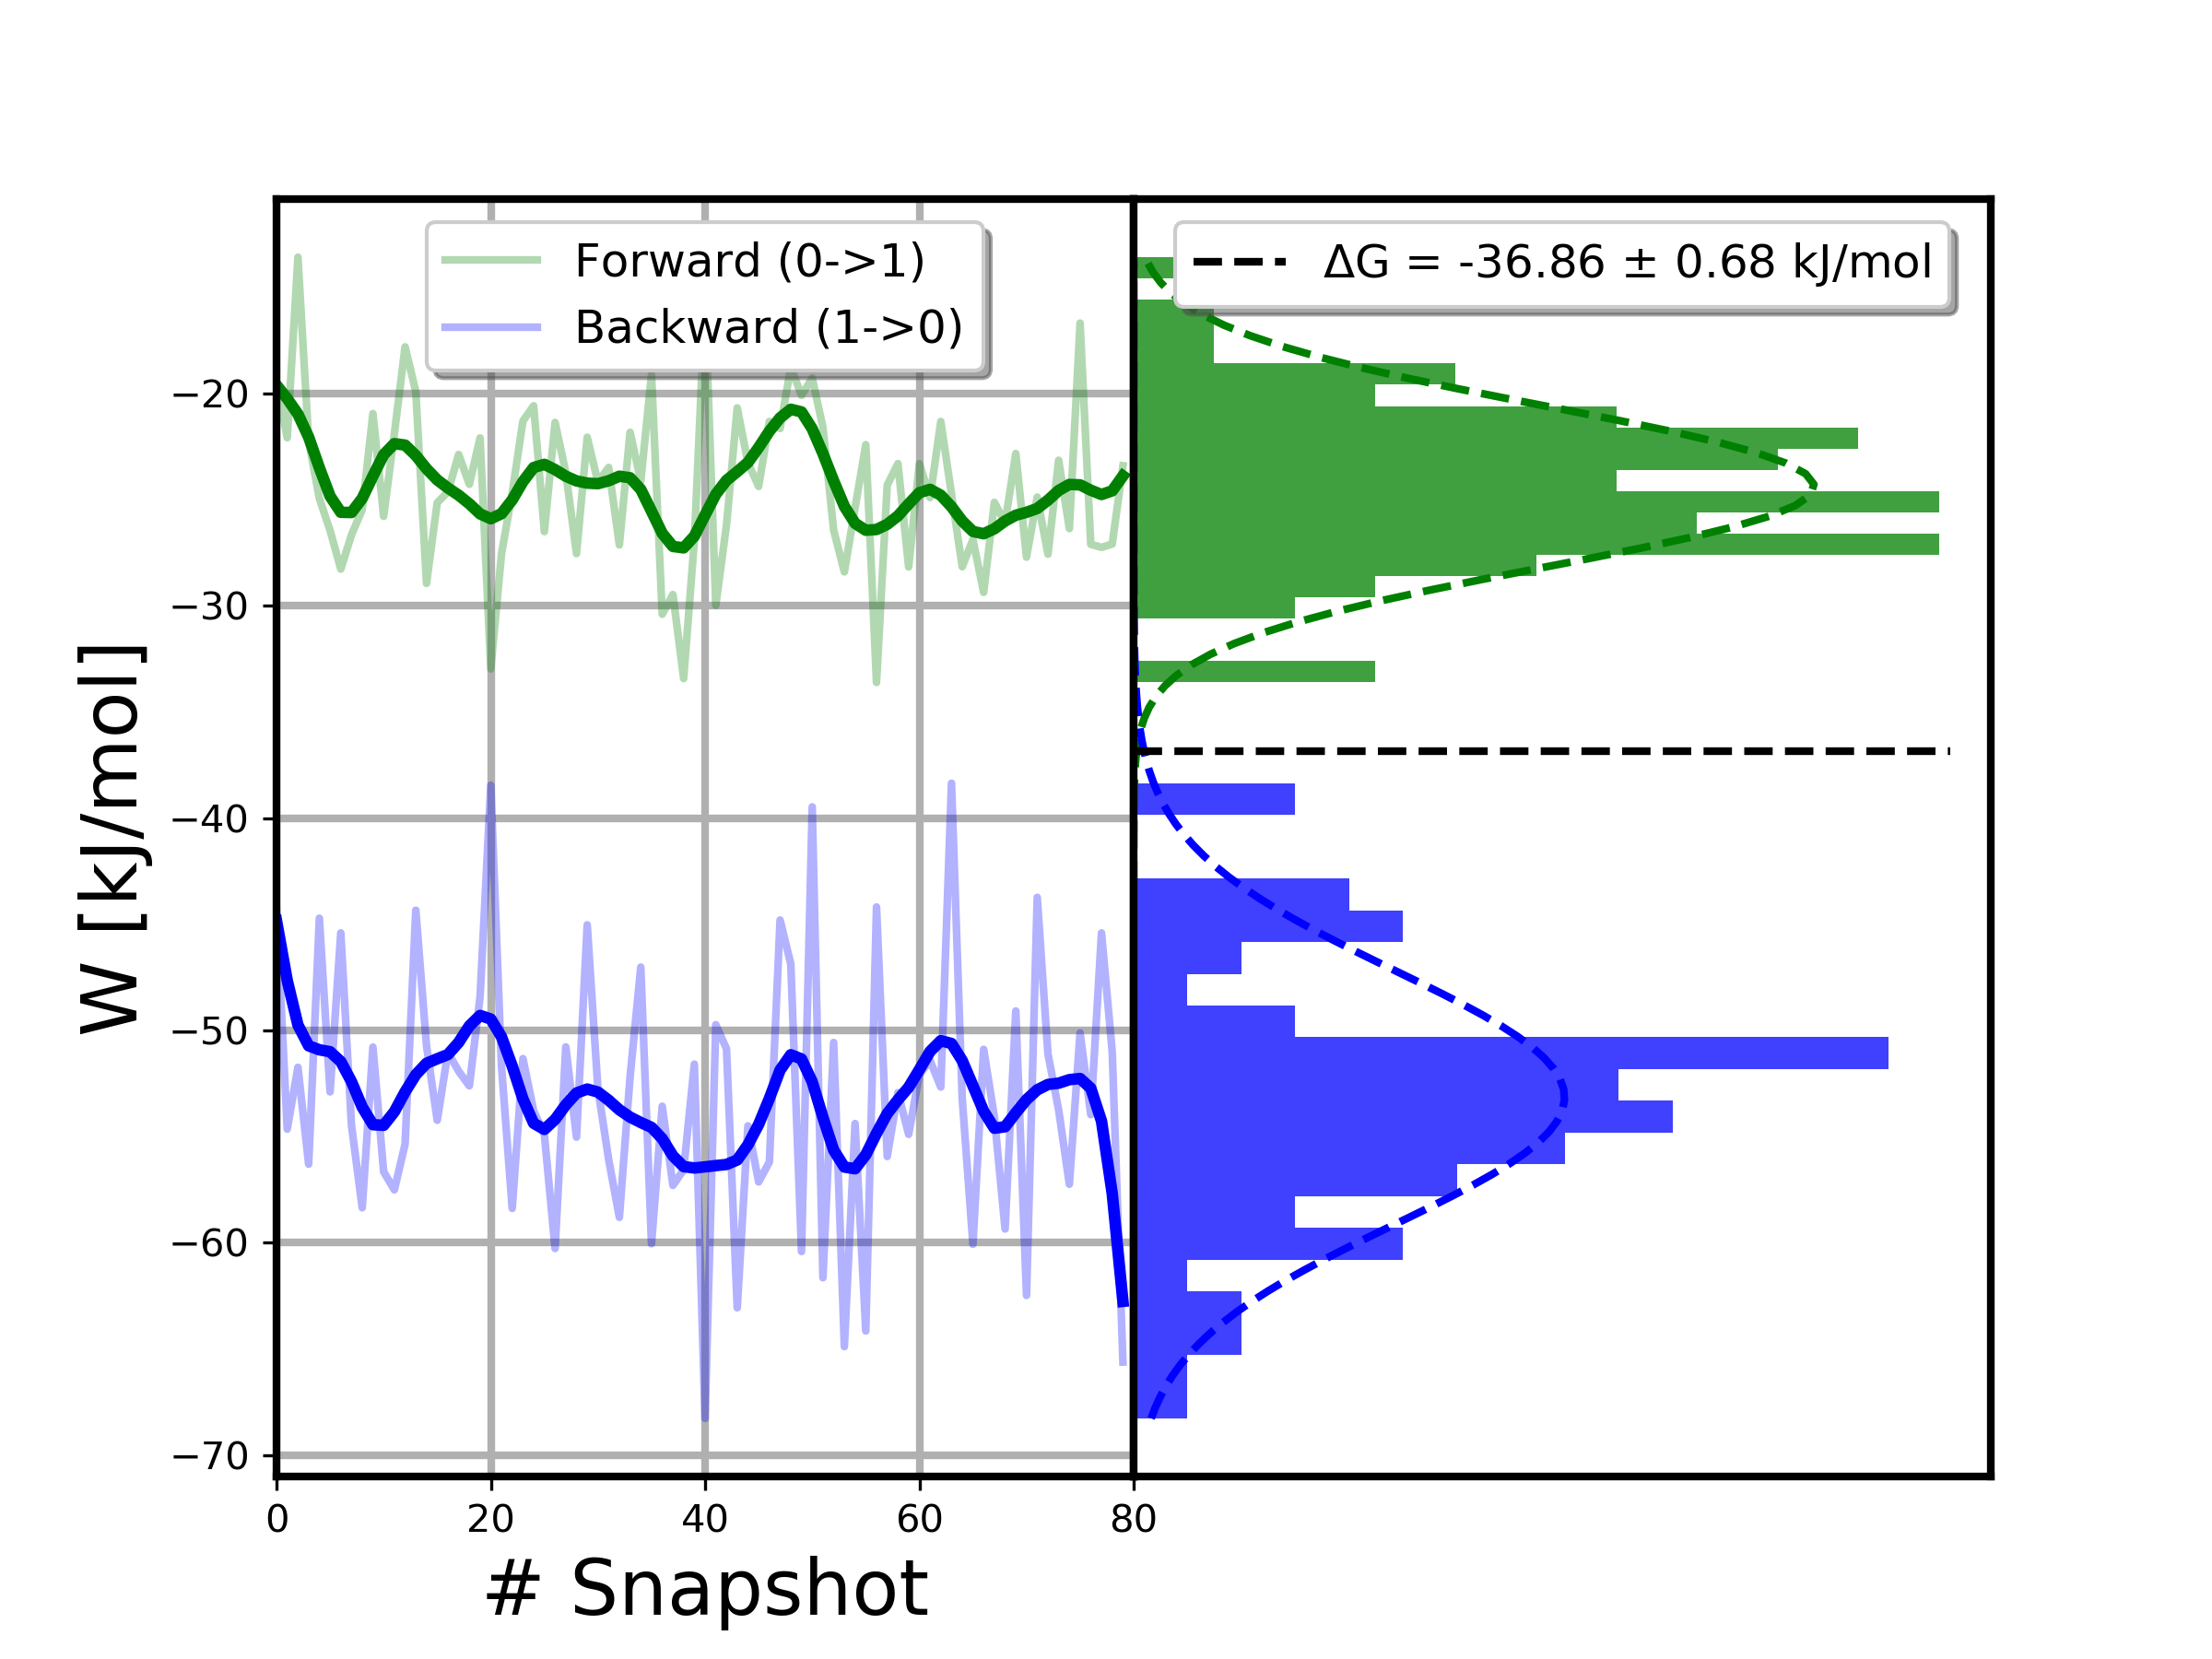 Forward (0->1)
Backward (1->0)
ΔG = -36.86 ± 0.68 kJ/mol
W [kJ/mol]
−20
−30
−40
−50
−60
−70
0 20 40 60 80
# Snapshot